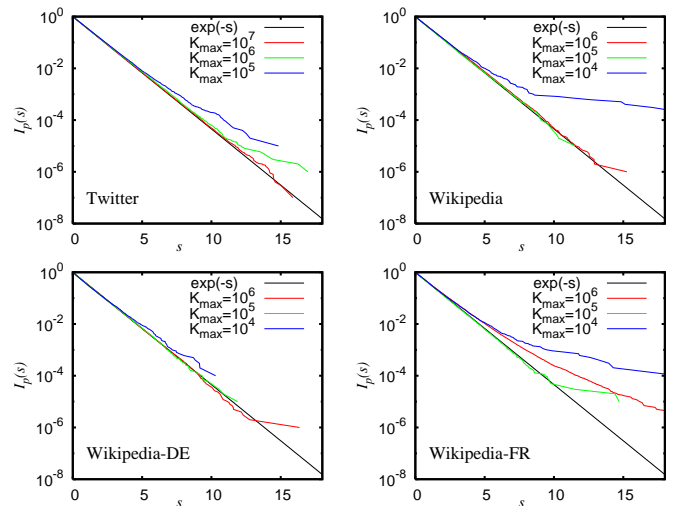 10^0
10^-2
10^-4
10^-6
10^-8
I_p(s)
exp(-s)
K_max=10^7
K_max=10^6
K_max=10^5
Twitter
0 5 10 15
s
10^0
10^-2
10^-4
10^-6
10^-8
I_p(s)
exp(-s)
K_max=10^6
K_max=10^5
K_max=10^4
Wikipedia
0 5 10 15
s
10^0
10^-2
10^-4
10^-6
10^-8
I_p(s)
exp(-s)
K_max=10^6
K_max=10^5
K_max=10^4
Wikipedia-DE
0 5 10 15
s
10^0
10^-2
10^-4
10^-6
10^-8
I_p(s)
exp(-s)
K_max=10^6
K_max=10^5
K_max=10^4
Wikipedia-FR
0 5 10 15
s